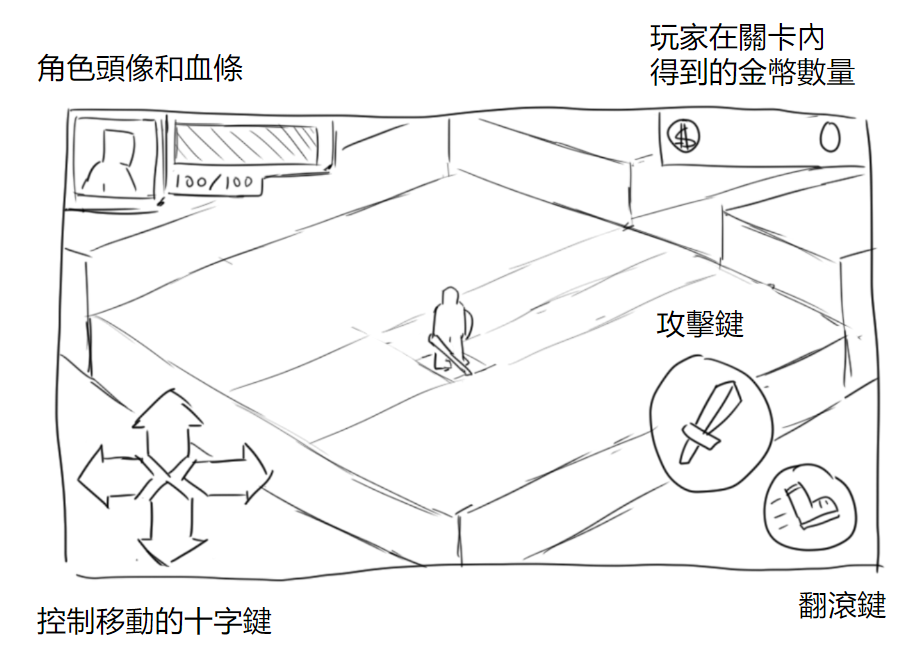 玩家在關卡內
得到的金幣數量
角色頭像和血條
$ 0
100/100
攻擊鍵
翻滾鍵
控制移動的十字鍵